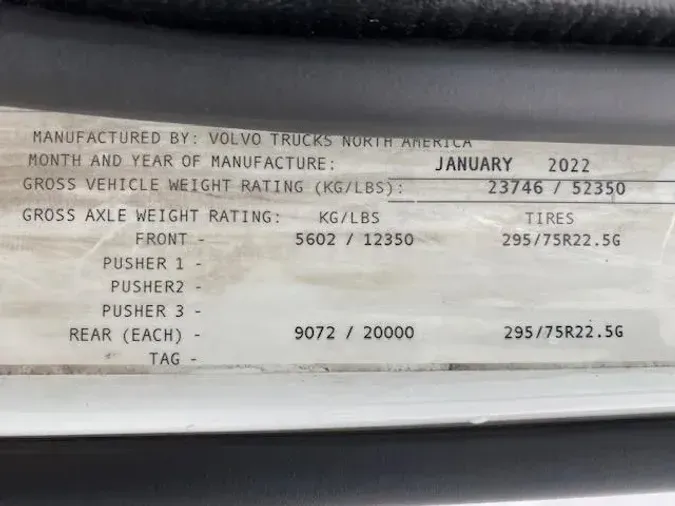 MANUFACTURED BY: VOLVO TRUCKS NORTH AMERICA
MONTH AND YEAR OF MANUFACTURE: JANUARY 2022
GROSS VEHICLE WEIGHT RATING (KG/LBS): 23746 / 52350
GROSS AXLE WEIGHT RATING: KG/LBS TIRES
FRONT - 5602 / 12350 295/75R22.5G
PUSHER 1 -
PUSHER2 -
PUSHER 3 -
REAR (EACH) - 9072 / 20000 295/75R22.5G
TAG -